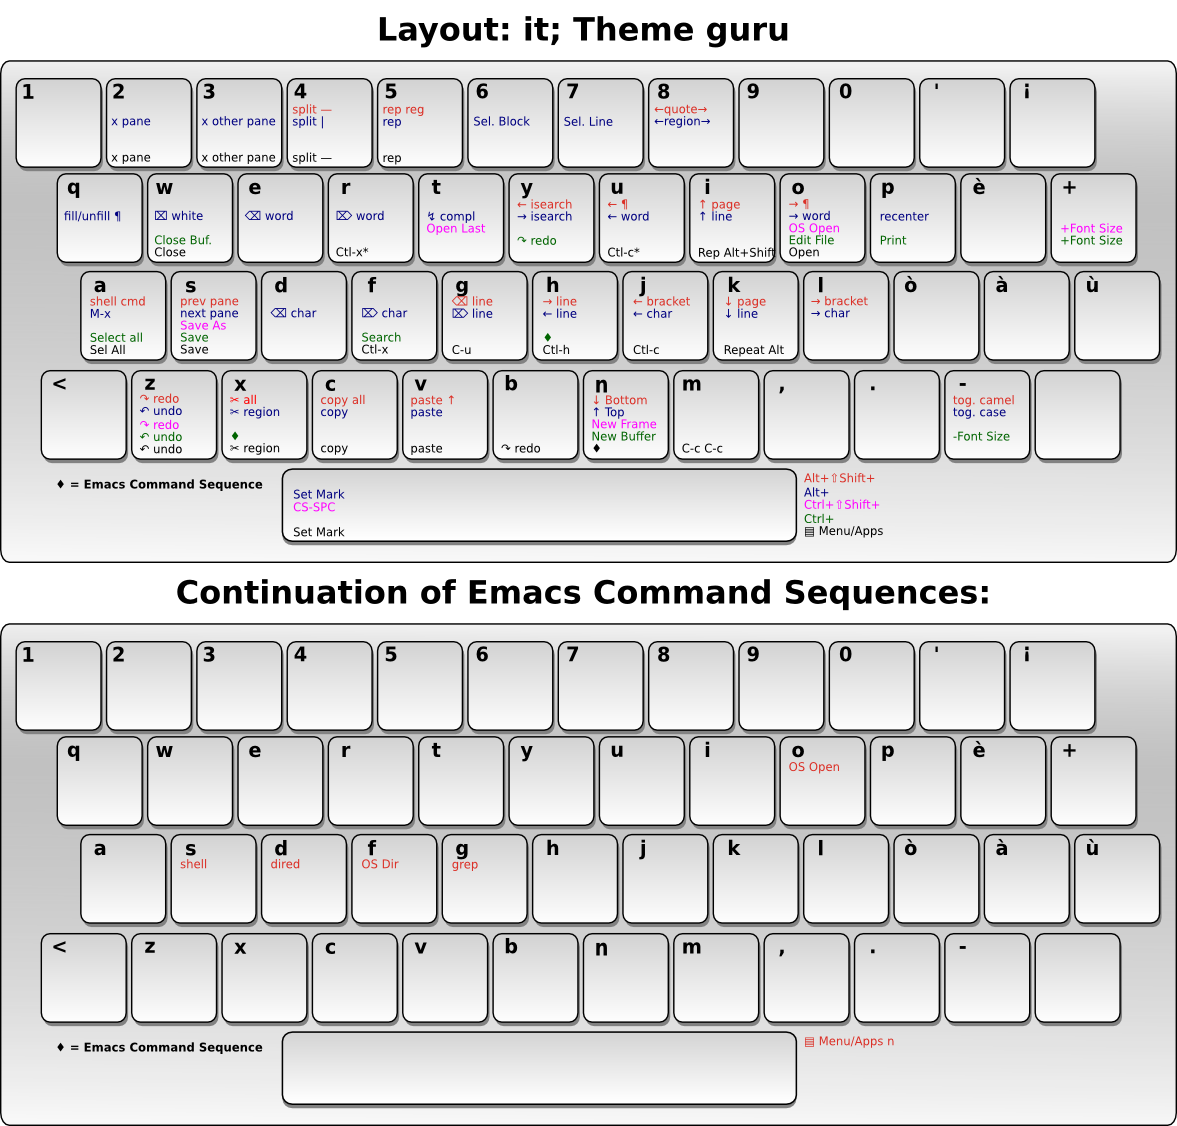 Layout: it; Theme guru
1
2
x pane
x pane
3
x other pane
x other pane
4
split —
split |
split —
5
rep reg
rep
rep
6
Sel. Block
7
Sel. Line
8
←quote→
←region→
9
0
'
¡
q
fill/unfill ¶
w
⌧ white
Close Buf.
Close
e
⌫ word
r
⌦ word
Ctl-x*
t
↯ compl
Open Last
y
← isearch
→ isearch
↷ redo
u
← ¶
← word
Ctl-c*
i
↑ page
↑ line
Rep Alt+Shift
o
→ ¶
→ word
OS Open
Edit File
Open
p
recenter
Print
è
+
+Font Size
+Font Size
a
shell cmd
M-x
Select all
Sel All
s
prev pane
next pane
Save As
Save
Save
d
⌫ char
f
⌦ char
Search
Ctl-x
g
⌫ line
⌦ line
C-u
h
→ line
← line
♦
Ctl-h
j
← bracket
← char
Ctl-c
k
↓ page
↓ line
Repeat Alt
l
→ bracket
→ char
ò
à
ù
<
z
↷ redo
↶ undo
↷ redo
↶ undo
↶ undo
x
✂ all
✂ region
♦
✂ region
c
copy all
copy
copy
v
paste ↑
paste
paste
b
↷ redo
n
↓ Bottom
↑ Top
New Frame
New Buffer
♦
m
C-c C-c
,
.
-
tog. camel
tog. case
-Font Size
♦ = Emacs Command Sequence
Set Mark
CS-SPC
Set Mark
Alt+⇧Shift+
Alt+
Ctrl+⇧Shift+
Ctrl+
▤ Menu/Apps
Continuation of Emacs Command Sequences:
1
2
3
4
5
6
7
8
9
0
'
¡
q
w
e
r
t
y
u
i
o
OS Open
p
è
+
a
s
shell
d
dired
f
OS Dir
g
grep
h
j
k
l
ò
à
ù
<
z
x
c
v
b
n
m
,
.
-
♦ = Emacs Command Sequence
▤ Menu/Apps n